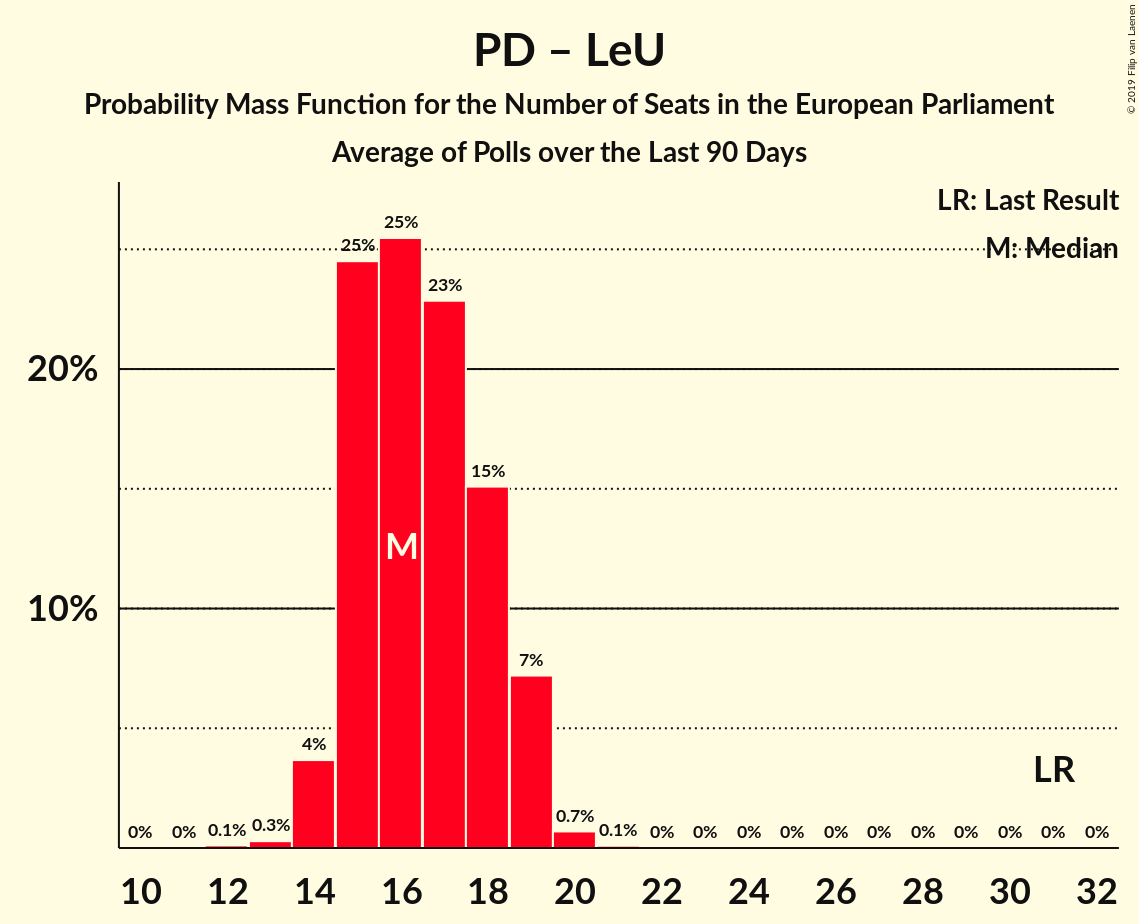 PD – LeU
Probability Mass Function for the Number of Seats in the European Parliament
Average of Polls over the Last 90 Days
© 2019 Filip van Laenen
LR: Last Result
M: Median
20%
10%
0% 0% 0.1% 0.3% 4% 25% 25% 23% 15% 7% 0.7% 0.1% 0% 0% 0% 0% 0% 0% 0% 0% 0% 0% 0%
M
LR
10 12 14 16 18 20 22 24 26 28 30 32